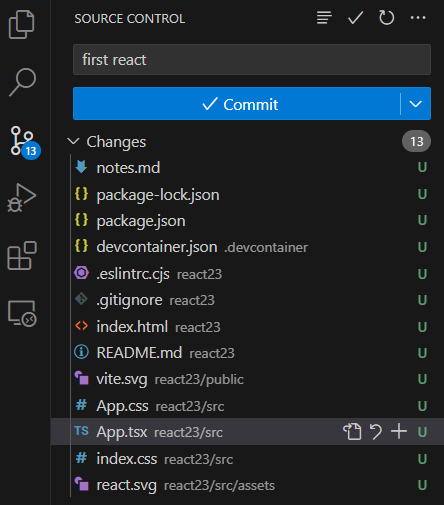 SOURCE CONTROL
first react
Commit
13
Changes 13
notes.md U
{} package-lock.json U
{} package.json U
{} devcontainer.json .devcontainer U
.eslintrc.cjs react23 U
.gitignore react23 U
<> index.html react23 U
README.md react23 U
vite.svg react23/public U
# App.css react23/src U
TS App.tsx react23/src U
# index.css react23/src U
react.svg react23/src/assets U